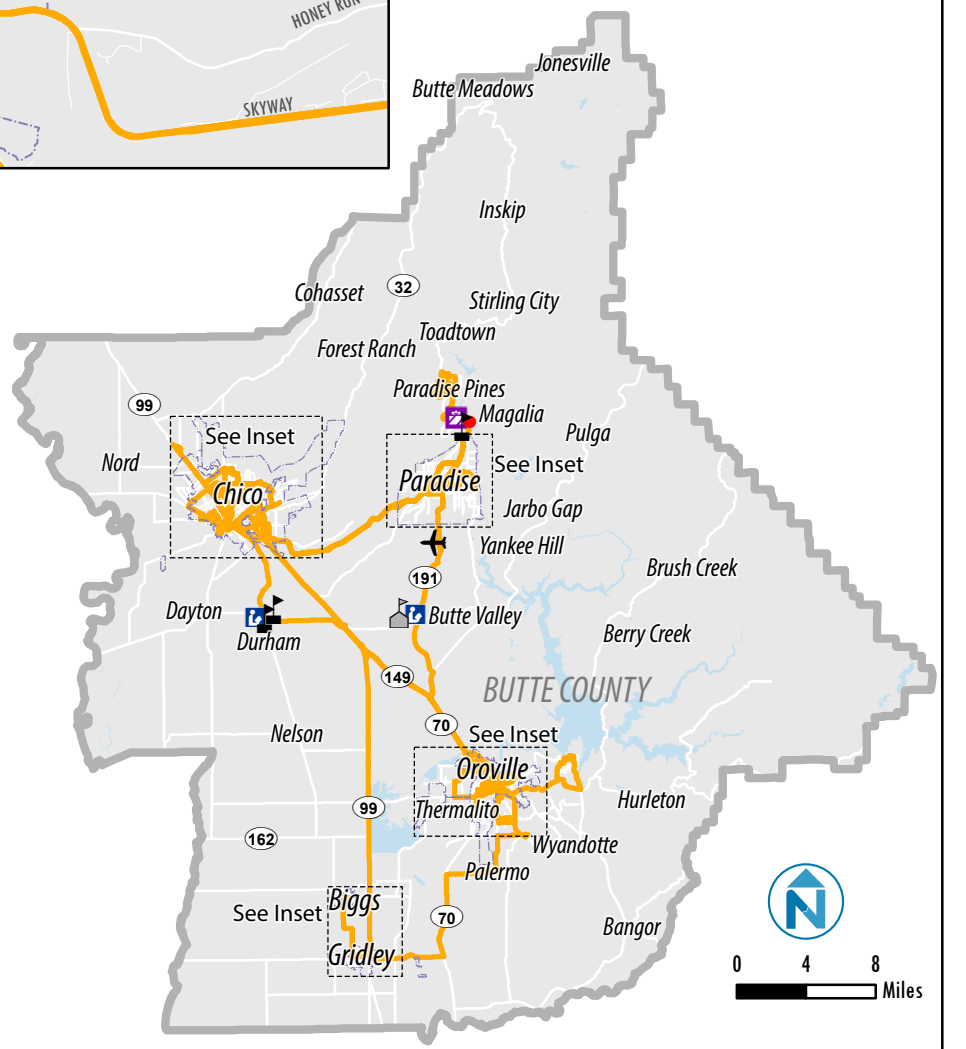 HONEY RUN
SKYWAY
Jonesville
Butte Meadows
Inskip
Cohasset
32
Stirling City
Toadtown
Forest Ranch
Paradise Pines
99
Magalia
See Inset
Pulga
Nord
See Inset
Chico
Paradise
Jarbo Gap
Yankee Hill
Brush Creek
191
Dayton
Butte Valley
Durham
Berry Creek
149
BUTTE COUNTY
70
Nelson
See Inset
Oroville
Hurleton
Thermalito
99
162
Wyandotte
Palermo
Biggs
See Inset
70
Bangor
Gridley
N
0 4 8
Miles